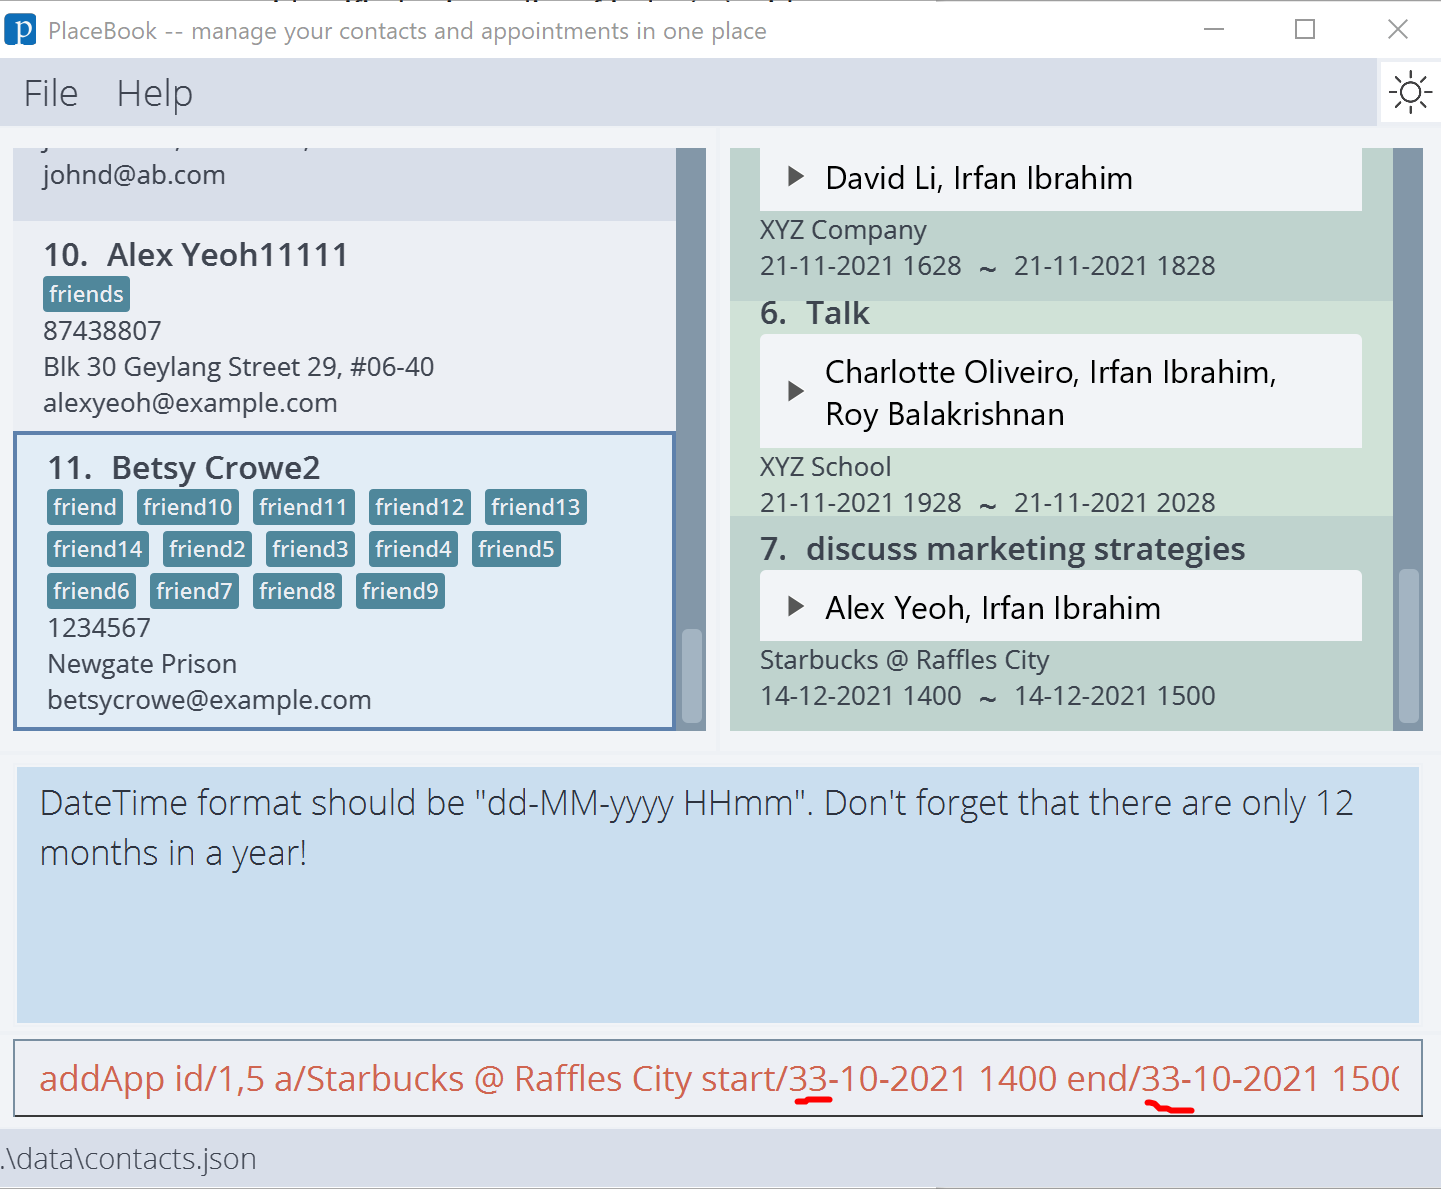 PlaceBook -- manage your contacts and appointments in one place
File Help
johnd@ab.com
10. Alex Yeoh11111
friends
87438807
Blk 30 Geylang Street 29, #06-40
alexyeoh@example.com
11. Betsy Crowe2
friend friend10 friend11 friend12 friend13
friend14 friend2 friend3 friend4 friend5
friend6 friend7 friend8 friend9
1234567
Newgate Prison
betsycrowe@example.com
David Li, Irfan Ibrahim
XYZ Company
21-11-2021 1628 ~ 21-11-2021 1828
6. Talk
Charlotte Oliveiro, Irfan Ibrahim,
Roy Balakrishnan
XYZ School
21-11-2021 1928 ~ 21-11-2021 2028
7. discuss marketing strategies
Alex Yeoh, Irfan Ibrahim
Starbucks @ Raffles City
14-12-2021 1400 ~ 14-12-2021 1500
DateTime format should be "dd-MM-yyyy HHmm". Don't forget that there are only 12
months in a year!
addApp id/1,5 a/Starbucks @ Raffles City start/33-10-2021 1400 end/33-10-2021 1500
.\data\contacts.json